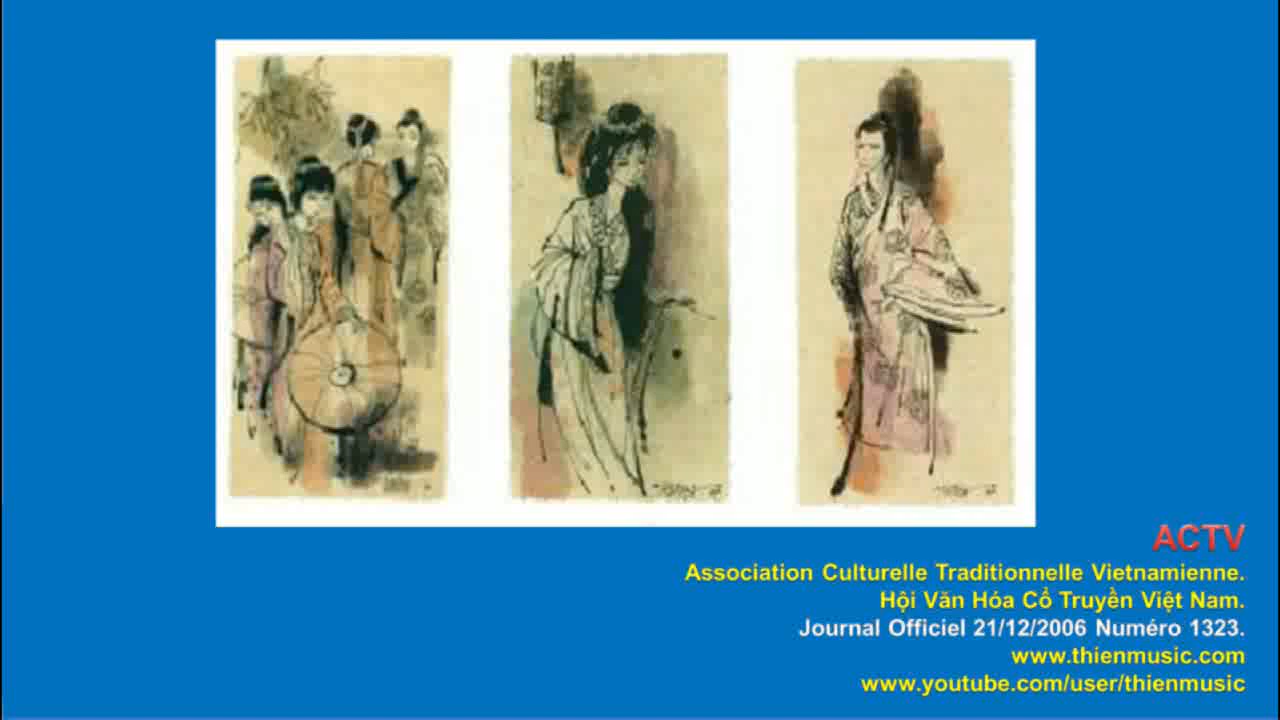 ACTV
Association Culturelle Traditionnelle Vietnamienne.
Hội Văn Hóa Cổ Truyền Việt Nam.
Journal Officiel 21/12/2006 Numéro 1323.
www.thienmusic.com
www.youtube.com/user/thienmusic